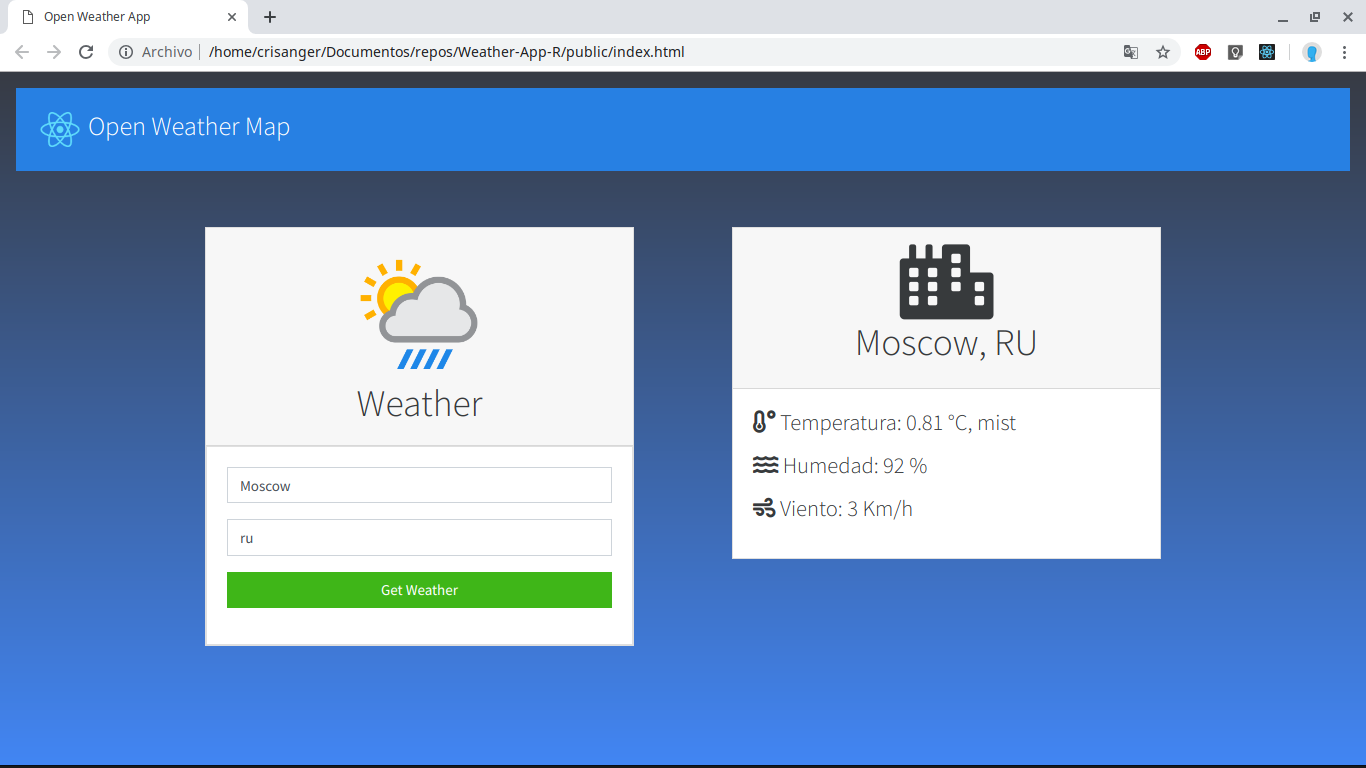 Open Weather App
Archivo | /home/crisanger/Documentos/repos/Weather-App-R/public/index.html
ABP
Open Weather Map
Weather
Moscow
ru
Get Weather
Moscow, RU
Temperatura: 0.81 °C, mist
Humedad: 92 %
Viento: 3 Km/h